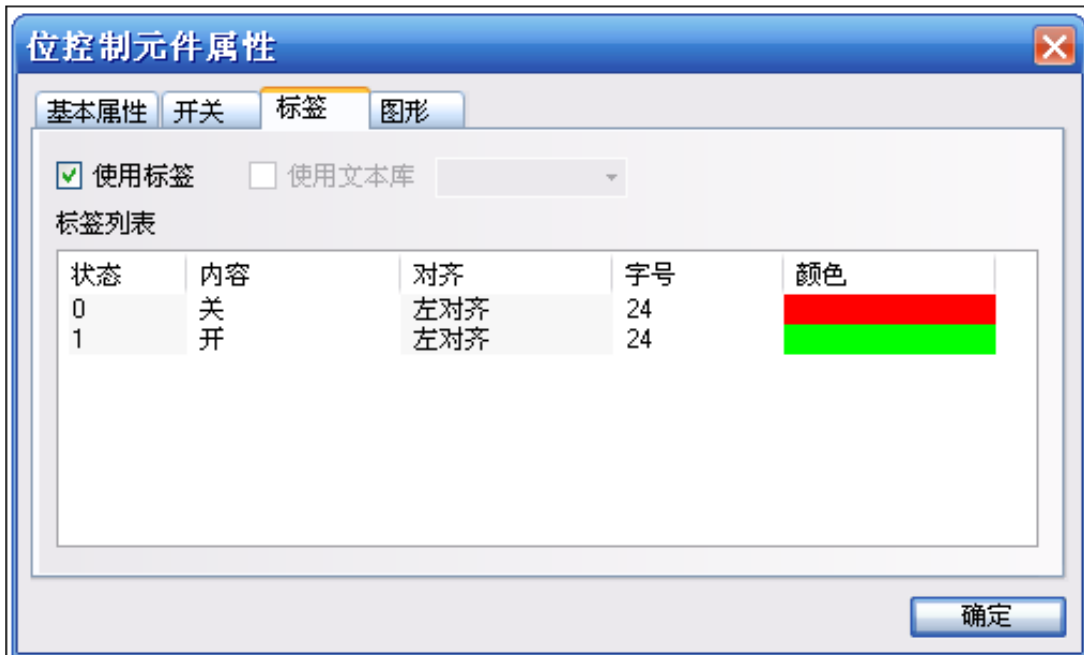 位控制元件属性
基本属性 开关 标签 图形
使用标签 使用文本库
标签列表
状态 内容 对齐 字号 颜色
0 关 左对齐 24
1 开 左对齐 24
确定